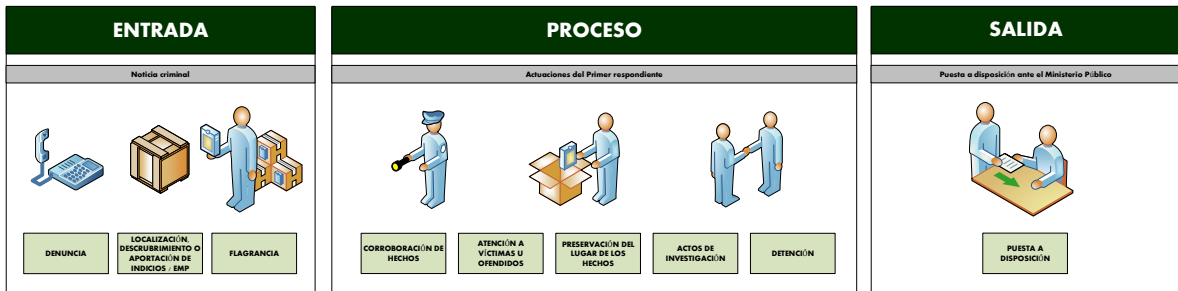 ENTRADA
Noticia criminal
DENUNCIA
LOCALIZACIÓN,
DESCRUBRIMIENTO O
APORTACIÓN DE
INDICIOS / EMP
FLAGRANCIA
PROCESO
Actuaciones del Primer respondiente
CORROBORACIÓN DE
HECHOS
ATENCIÓN A
VÍCTIMAS U
OFENDIDOS
PRESERVACIÓN DEL
LUGAR DE LOS
HECHOS
ACTOS DE
INVESTIGACIÓN
DETENCIÓN
SALIDA
Puesta a disposición ante el Ministerio Público
PUESTA A
DISPOSICIÓN